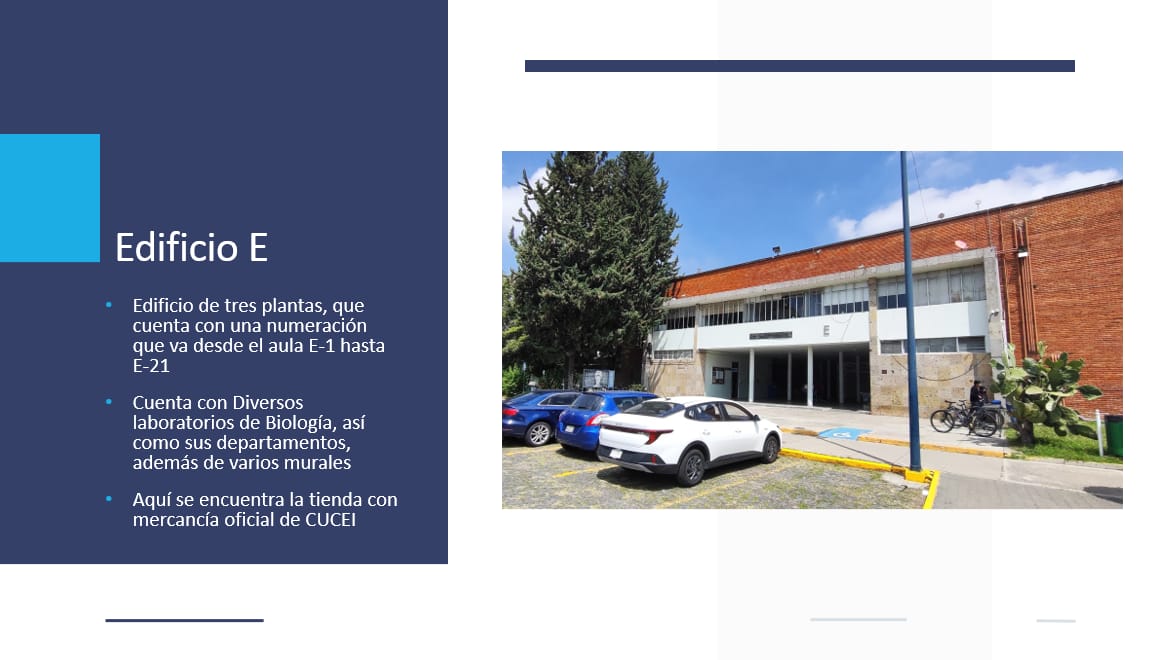 Edificio E
• Edificio de tres plantas, que
cuenta con una numeración
que va desde el aula E-1 hasta
E-21
• Cuenta con Diversos
laboratorios de Biología, así
como sus departamentos,
además de varios murales
• Aquí se encuentra la tienda con
mercancía oficial de CUCEI
E